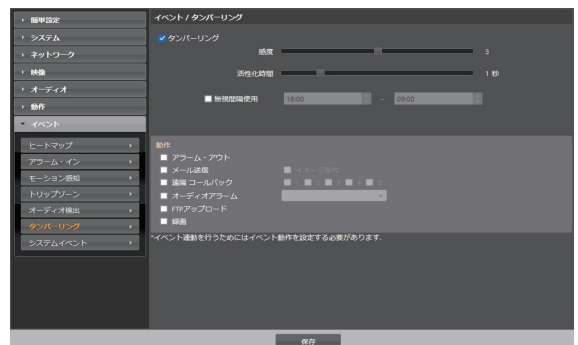 簡単設定
システム
ネットワーク
映像
オーディオ
動作
イベント
ヒートマップ
アラーム・イン
モーション感知
トリップゾーン
オーディオ検出
タンパーリング
システムイベント
イベント / タンパーリング
タンパーリング
感度 3
活性化時間 1 秒
無視間隔使用 18:00 ~ 09:00
動作
アラーム・アウト
メール送信 イメージ添付
遠隔 コールバック 1 2 3 4 5
オーディオアラーム
FTPアップロード
録画
*イベント連動を行うためにはイベント動作を設定する必要があります.
保存